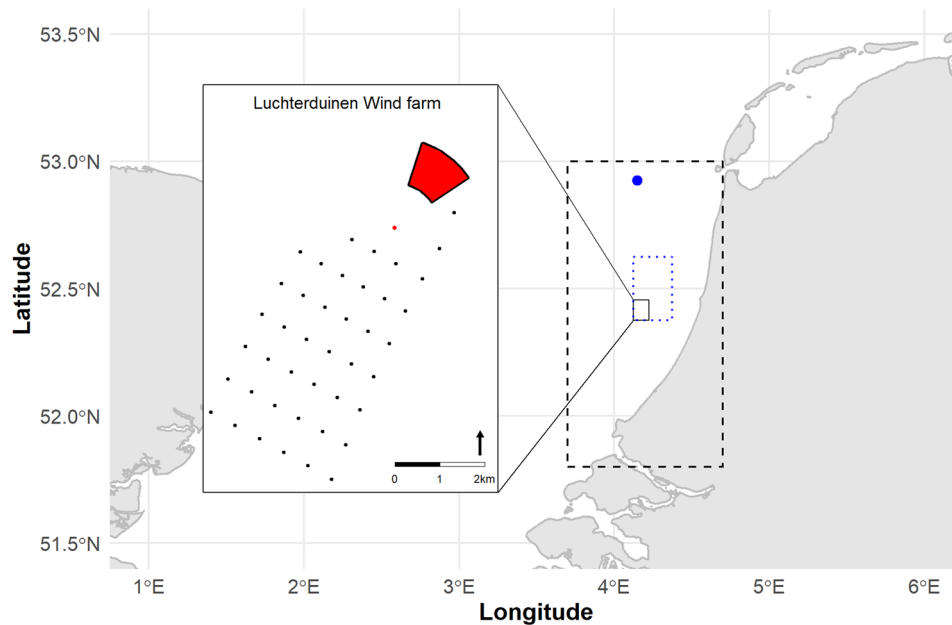 53.5°N
53.0°N
52.5°N
52.0°N
51.5°N
Latitude
Luchterduinen Wind farm
0 1 2km
1°E 2°E 3°E 4°E 5°E 6°E
Longitude